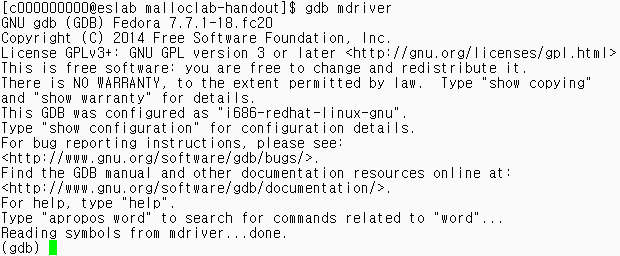 [c000000000@eslab malloclab-handout]$ gdb mdriver
GNU gdb (GDB) Fedora 7.7.1-18.fc20
Copyright (C) 2014 Free Software Foundation, Inc.
License GPLv3+: GNU GPL version 3 or later <http://gnu.org/licenses/gpl.html>
This is free software: you are free to change and redistribute it.
There is NO WARRANTY, to the extent permitted by law.  Type "show copying"
and "show warranty" for details.
This GDB was configured as "i686-redhat-linux-gnu".
Type "show configuration" for configuration details.
For bug reporting instructions, please see:
<http://www.gnu.org/software/gdb/bugs/>.
Find the GDB manual and other documentation resources online at:
<http://www.gnu.org/software/gdb/documentation/>.
For help, type "help".
Type "apropos word" to search for commands related to "word"...
Reading symbols from mdriver...done.
(gdb)